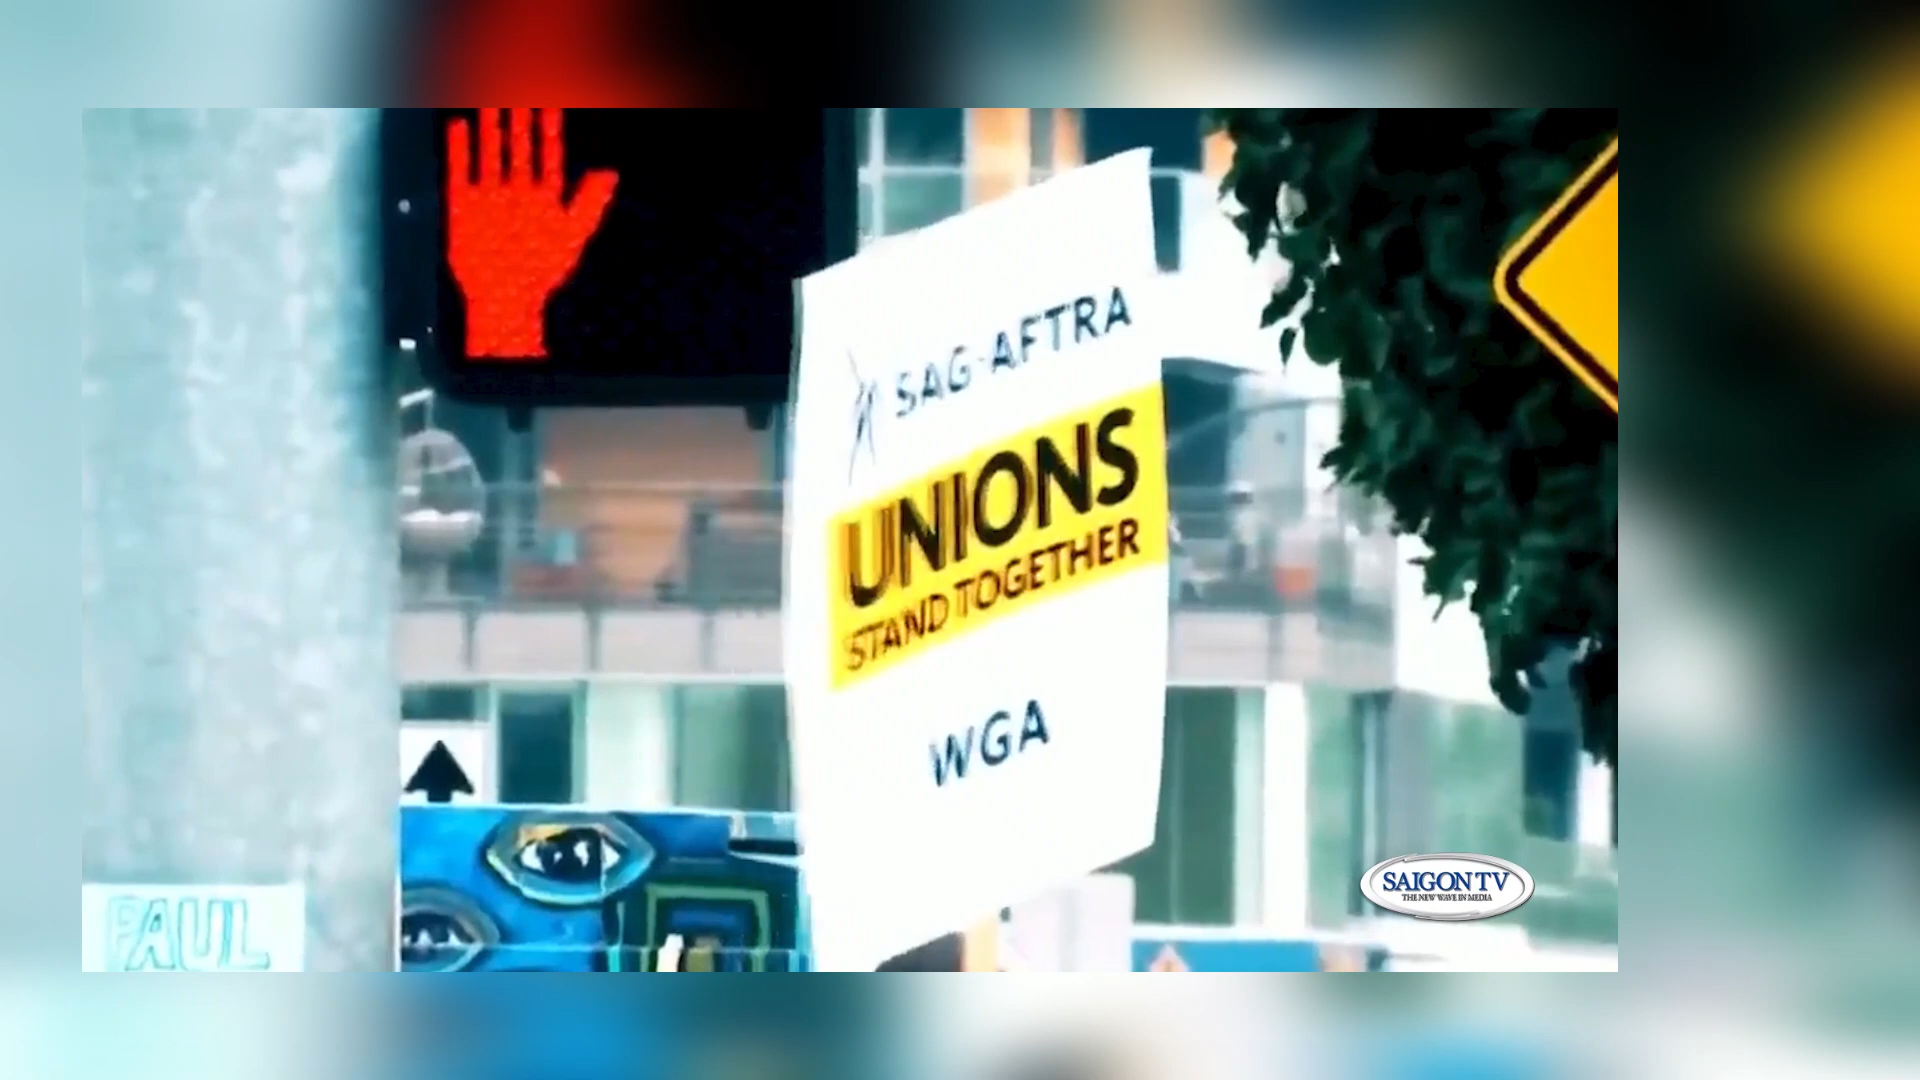 SAG-AFTRA
UNIONS
STAND TOGETHER
WGA
PAUL
SAIGON TV
THE NEW WAVE IN MEDIA